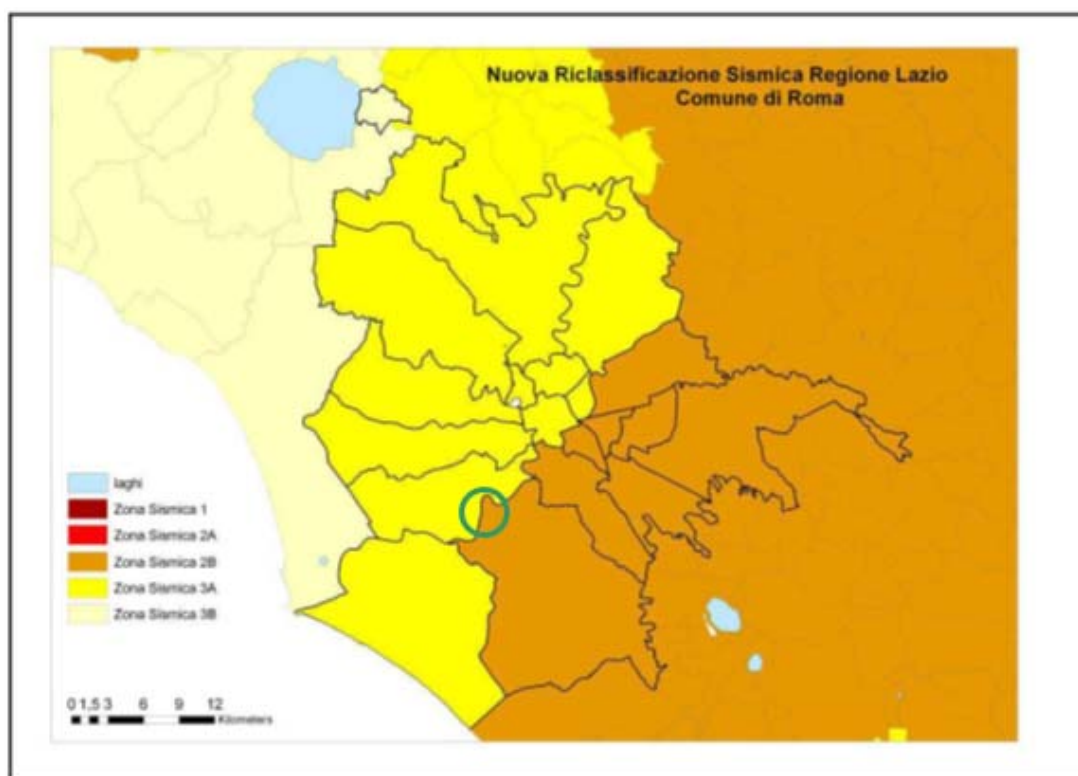 Nuova Riclassificazione Sismica Regione Lazio
Comune di Roma
laghi
Zona Sismica 1
Zona Sismica 2A
Zona Sismica 2B
Zona Sismica 3A
Zona Sismica 3B
0 1,5 3 6 9 12
Kilometers